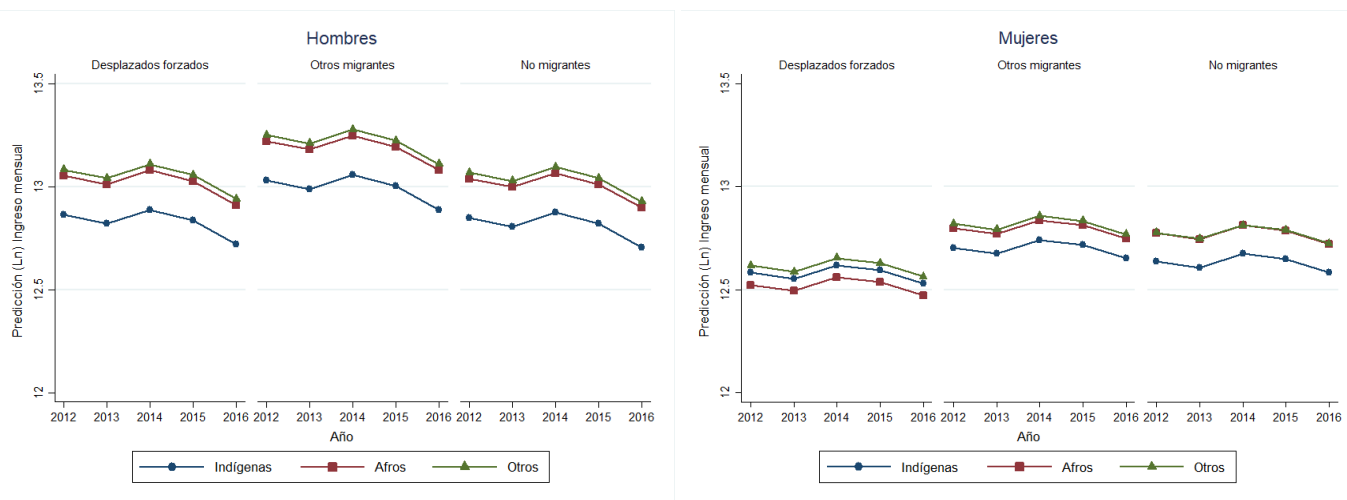 Hombres
Desplazados forzados
Otros migrantes
No migrantes
Predicción (Ln) Ingreso mensual
13.5
13
12.5
12
2012 2013 2014 2015 2016
2012 2013 2014 2015 2016
2012 2013 2014 2015 2016
Año
Indígenas
Afros
Otros
Mujeres
Desplazados forzados
Otros migrantes
No migrantes
Predicción (Ln) Ingreso mensual
13.5
13
12.5
12
2012 2013 2014 2015 2016
2012 2013 2014 2015 2016
2012 2013 2014 2015 2016
Año
Indígenas
Afros
Otros